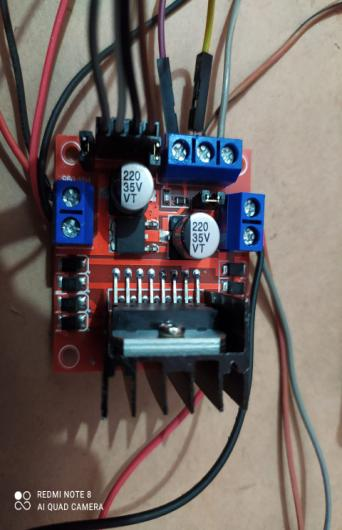 220
35V
VT
220
35V
VT
REDMI NOTE 8
AI QUAD CAMERA